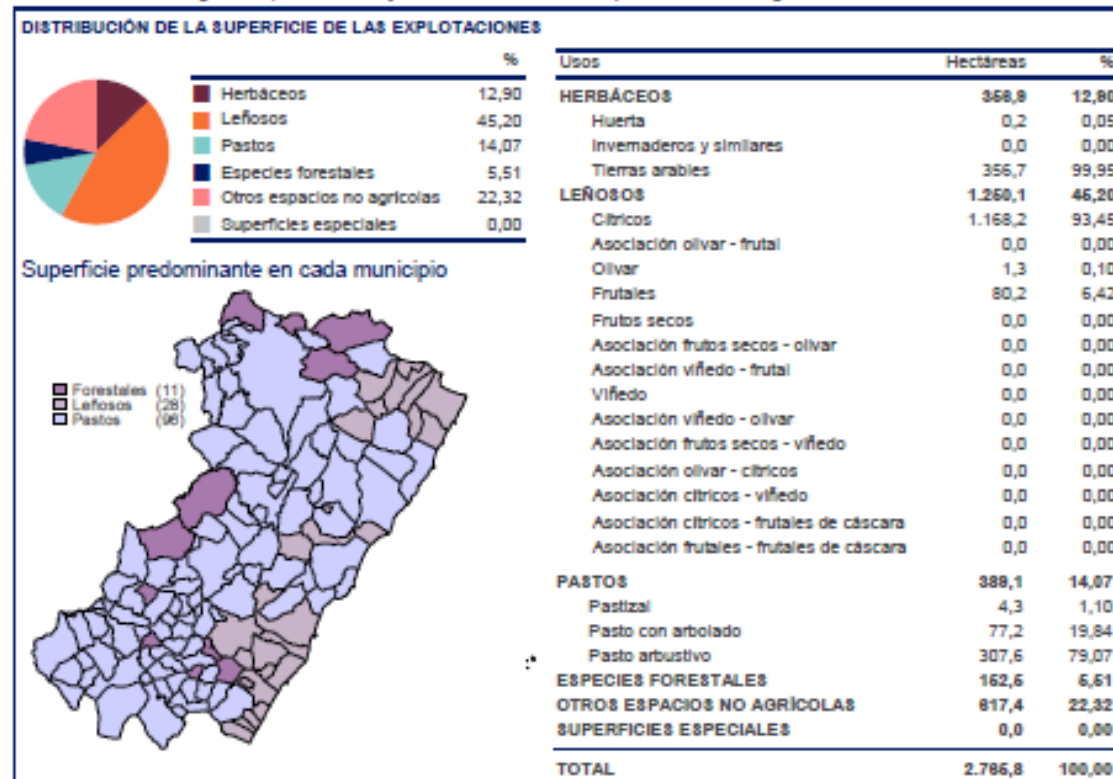 DISTRIBUCIÓN DE LA SUPERFICIE DE LAS EXPLOTACIONES
%
Herbáceos 12,90
Leñosos 45,20
Pastos 14,07
Especies forestales 5,51
Otros espacios no agrícolas 22,32
Superficies especiales 0,00
Superficie predominante en cada municipio
Forestales (11)
Leñosos (28)
Pastos (96)
Usos Hectáreas %
HERBÁCEOS 356,9 12,90
Huerta 0,2 0,05
Invernaderos y similares 0,0 0,00
Tierras arables 356,7 99,95
LEÑOSOS 1.250,1 45,20
Cítricos 1.168,2 93,45
Asociación olivar - frutal 0,0 0,00
Olivar 1,3 0,10
Frutales 80,2 6,42
Frutos secos 0,0 0,00
Asociación frutos secos - olivar 0,0 0,00
Asociación viñedo - frutal 0,0 0,00
Viñedo 0,0 0,00
Asociación viñedo - olivar 0,0 0,00
Asociación frutos secos - viñedo 0,0 0,00
Asociación olivar - cítricos 0,0 0,00
Asociación cítricos - viñedo 0,0 0,00
Asociación cítricos - frutales de cáscara 0,0 0,00
Asociación frutales - frutales de cáscara 0,0 0,00
PASTOS 389,1 14,07
Pastizal 4,3 1,10
Pasto con arbolado 77,2 19,84
Pasto arbustivo 307,6 79,07
ESPECIES FORESTALES 152,5 5,51
OTROS ESPACIOS NO AGRÍCOLAS 617,4 22,32
SUPERFICIES ESPECIALES 0,0 0,00
TOTAL 2.765,8 100,00